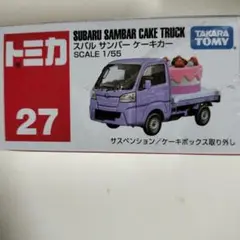 トミカ
SUBARU SAMBAR CAKE TRUCK
スバル サンバー ケーキカー
SCALE 1/55
TAKARA
TOMY
27
サスペンション/ケーキボックス取り外し